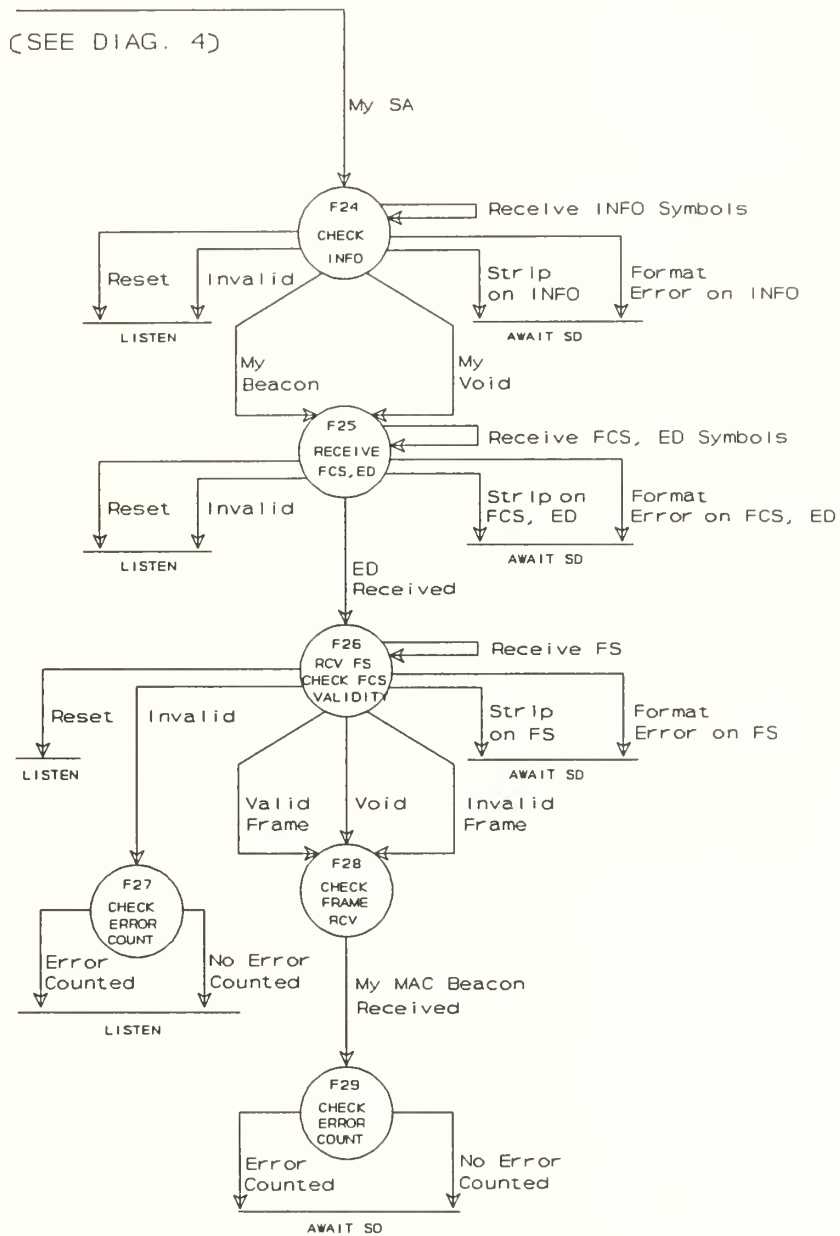 (SEE DIAG. 4)
My SA
F24
CHECK
INFO
Receive INFO Symbols
Reset
Invalid
Strip
on INFO
Format
Error on INFO
LISTEN
AWAIT SD
My
Beacon
My
Void
F25
RECEIVE
FCS, ED
Receive FCS, ED Symbols
Reset
Invalid
Strip on
FCS, ED
Format
Error on FCS, ED
LISTEN
AWAIT SD
ED
Received
F26
RCV FS
CHECK FCS
VALIDITY
Receive FS
Reset
Invalid
Strip
on FS
Format
Error on FS
LISTEN
AWAIT SD
Valid
Frame
Void
Invalid
Frame
F27
CHECK
ERROR
COUNT
F28
CHECK
FRAME
RCV
Error
Counted
No Error
Counted
LISTEN
My MAC Beacon
Received
F29
CHECK
ERROR
COUNT
Error
Counted
No Error
Counted
AWAIT SD